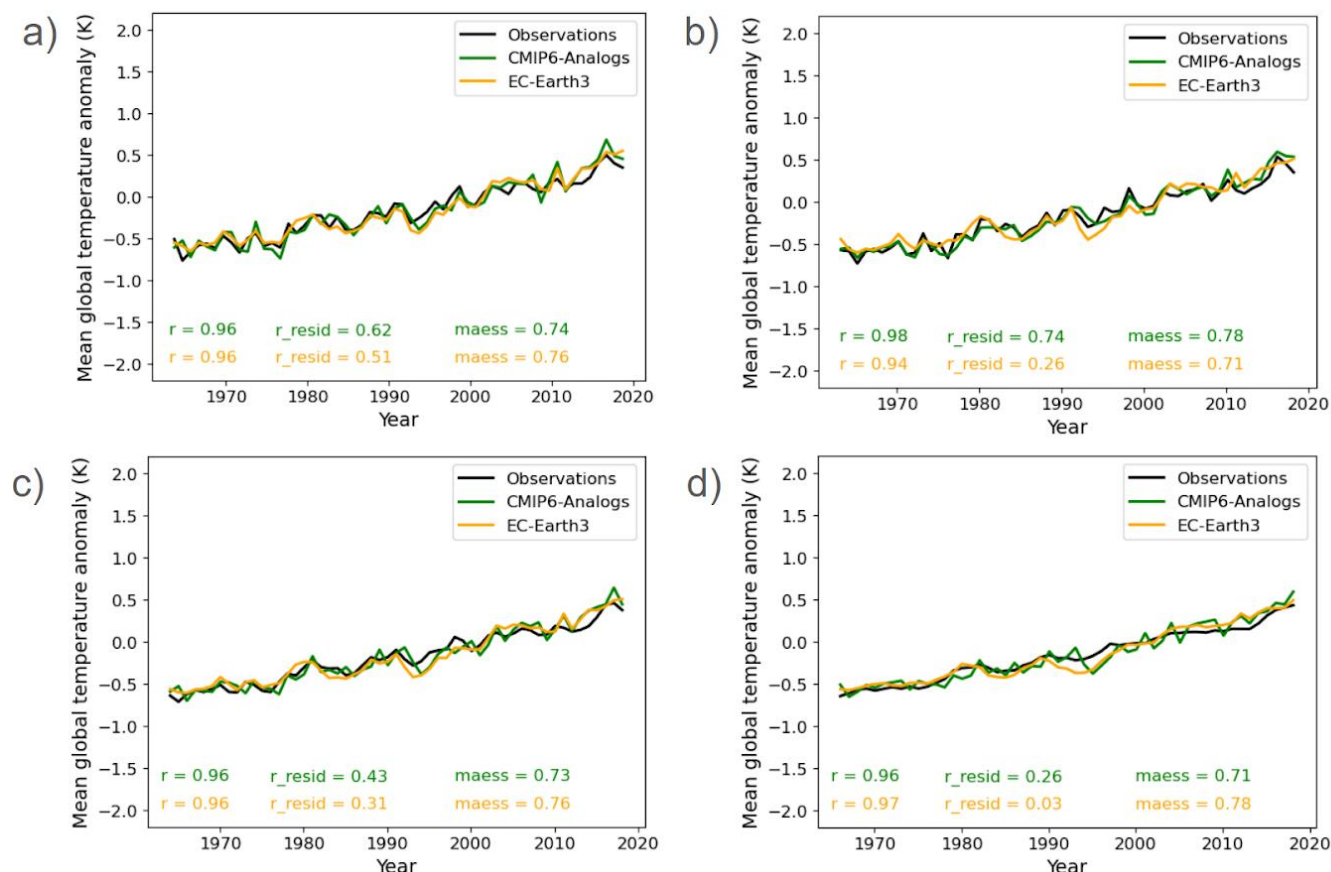 a)
Mean global temperature anomaly (K)
2.0
1.5
1.0
0.5
0.0
−0.5
−1.0
−1.5
−2.0
Observations
CMIP6-Analogs
EC-Earth3
r = 0.96 r_resid = 0.62 maess = 0.74
r = 0.96 r_resid = 0.51 maess = 0.76
1970 1980 1990 2000 2010 2020
Year
b)
Mean global temperature anomaly (K)
2.0
1.5
1.0
0.5
0.0
−0.5
−1.0
−1.5
−2.0
Observations
CMIP6-Analogs
EC-Earth3
r = 0.98 r_resid = 0.74 maess = 0.78
r = 0.94 r_resid = 0.26 maess = 0.71
1970 1980 1990 2000 2010 2020
Year
c)
Mean global temperature anomaly (K)
2.0
1.5
1.0
0.5
0.0
−0.5
−1.0
−1.5
−2.0
Observations
CMIP6-Analogs
EC-Earth3
r = 0.96 r_resid = 0.43 maess = 0.73
r = 0.96 r_resid = 0.31 maess = 0.76
1970 1980 1990 2000 2010 2020
Year
d)
Mean global temperature anomaly (K)
2.0
1.5
1.0
0.5
0.0
−0.5
−1.0
−1.5
−2.0
Observations
CMIP6-Analogs
EC-Earth3
r = 0.96 r_resid = 0.26 maess = 0.71
r = 0.97 r_resid = 0.03 maess = 0.78
1970 1980 1990 2000 2010 2020
Year